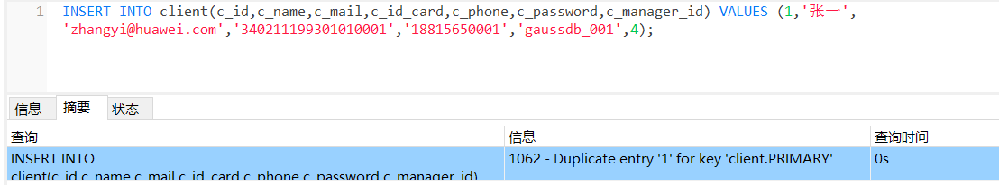 1 INSERT INTO client(c_id,c_name,c_mail,c_id_card,c_phone,c_password,c_manager_id) VALUES (1,'张一',
'zhangyi@huawei.com','340211199301010001','18815650001','gaussdb_001',4);
信息 摘要 状态
查询 信息 查询时间
INSERT INTO 1062 - Duplicate entry '1' for key 'client.PRIMARY' 0s
client(c_id,c_name,c_mail,c_id_card,c_phone,c_password,c_manager_id)